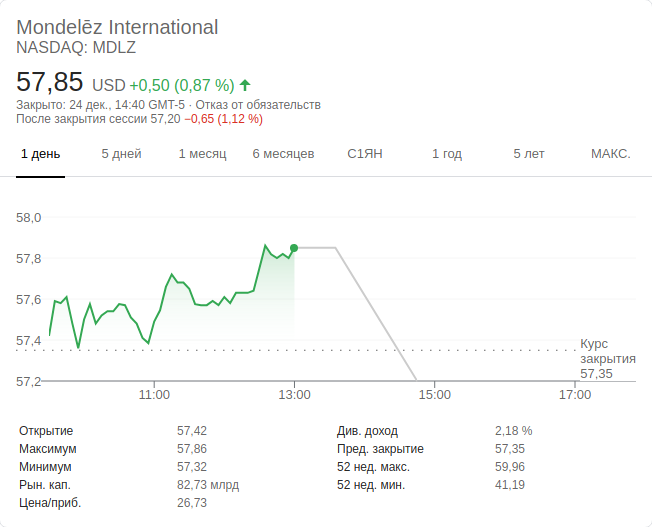 Mondelēz International
NASDAQ: MDLZ
57,85 USD +0,50 (0,87 %)
Закрыто: 24 дек., 14:40 GMT-5 · Отказ от обязательств
После закрытия сессии 57,20 −0,65 (1,12 %)
1 день 5 дней 1 месяц 6 месяцев С1ЯН 1 год 5 лет МАКС.
58,0
57,8
57,6
57,4
57,2
Курс
закрытия
57,35
11:00 13:00 15:00 17:00
Открытие 57,42 Див. доход 2,18 %
Максимум 57,86 Пред. закрытие 57,35
Минимум 57,32 52 нед. макс. 59,96
Рын. кап. 82,73 млрд 52 нед. мин. 41,19
Цена/приб. 26,73